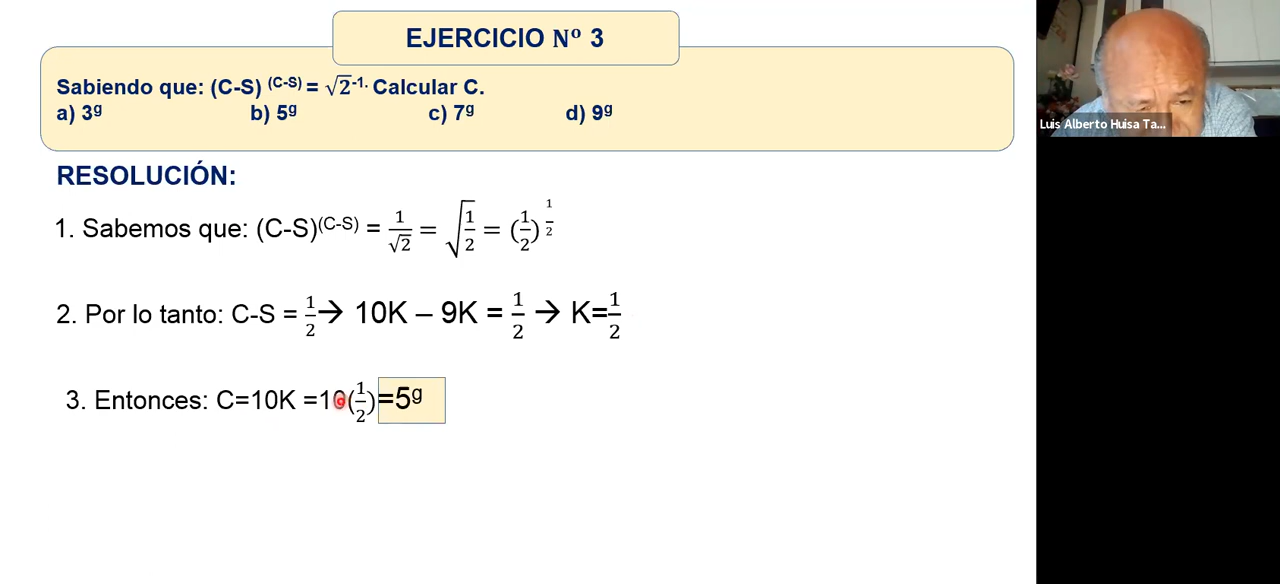 EJERCICIO Nº 3
Sabiendo que: (C-S) ^(C-S) = √2^-1. Calcular C.
a) 3^g b) 5^g c) 7^g d) 9^g
RESOLUCIÓN:
1. Sabemos que: (C-S)^(C-S) = 1/√2 = √(1/2) = (1/2)^(1/2)
2. Por lo tanto: C-S = 1/2 → 10K – 9K = 1/2 → K=1/2
3. Entonces: C=10K =10(1/2)=5^g
Luis Alberto Huisa Ta...